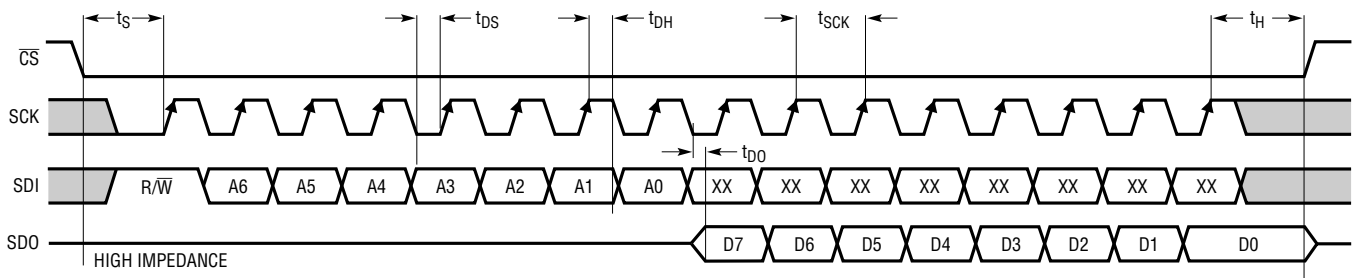 tS tDS tDH tSCK tH
CS
SCK
tDO
SDI R/W A6 A5 A4 A3 A2 A1 A0 XX XX XX XX XX XX XX XX
SDO D7 D6 D5 D4 D3 D2 D1 D0
HIGH IMPEDANCE